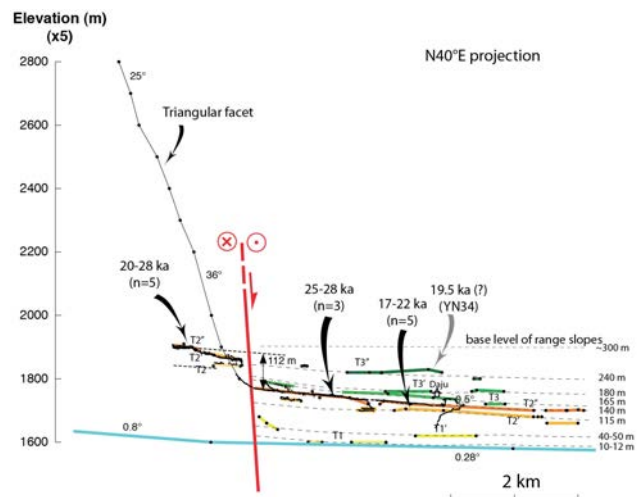 Elevation (m)
(x5)
N40°E projection
2800
2600
2400
2200
2000
1800
1600
25°
Triangular facet
36°
20-28 ka
(n=5)
25-28 ka
(n=3)
17-22 ka
(n=5)
19.5 ka (?)
(YN34)
base level of range slopes
~300 m
240 m
180 m
165 m
140 m
115 m
40-50 m
10-12 m
T2"
T2'
T2
112 m
T3"
T3'
Daju
T3
0.5°
T2"
T2'
T1'
T1
0.8°
0.28°
2 km